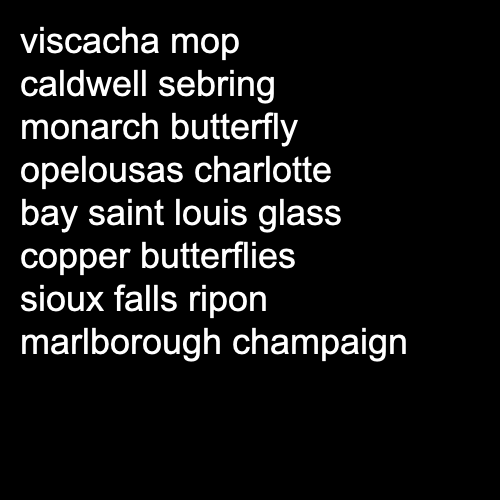 viscacha mop
caldwell sebring
monarch butterfly
opelousas charlotte
bay saint louis glass
copper butterflies
sioux falls ripon
marlborough champaign